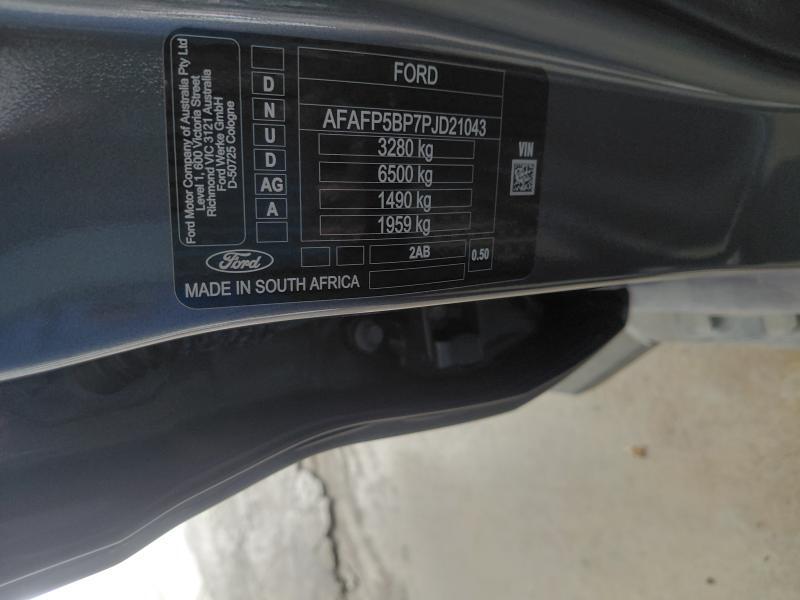 Ford Motor Company of Australia Pty Ltd
Level 1, 600 Victoria Street
Richmond VIC 3121 Australia
Ford Werke GmbH
D-50725 Cologne
D
N
U
D
AG
A
FORD
AFAFP5BP7PJD21043
3280 kg
6500 kg
1490 kg
1959 kg
VIN
2AB
0.50
Ford
MADE IN SOUTH AFRICA